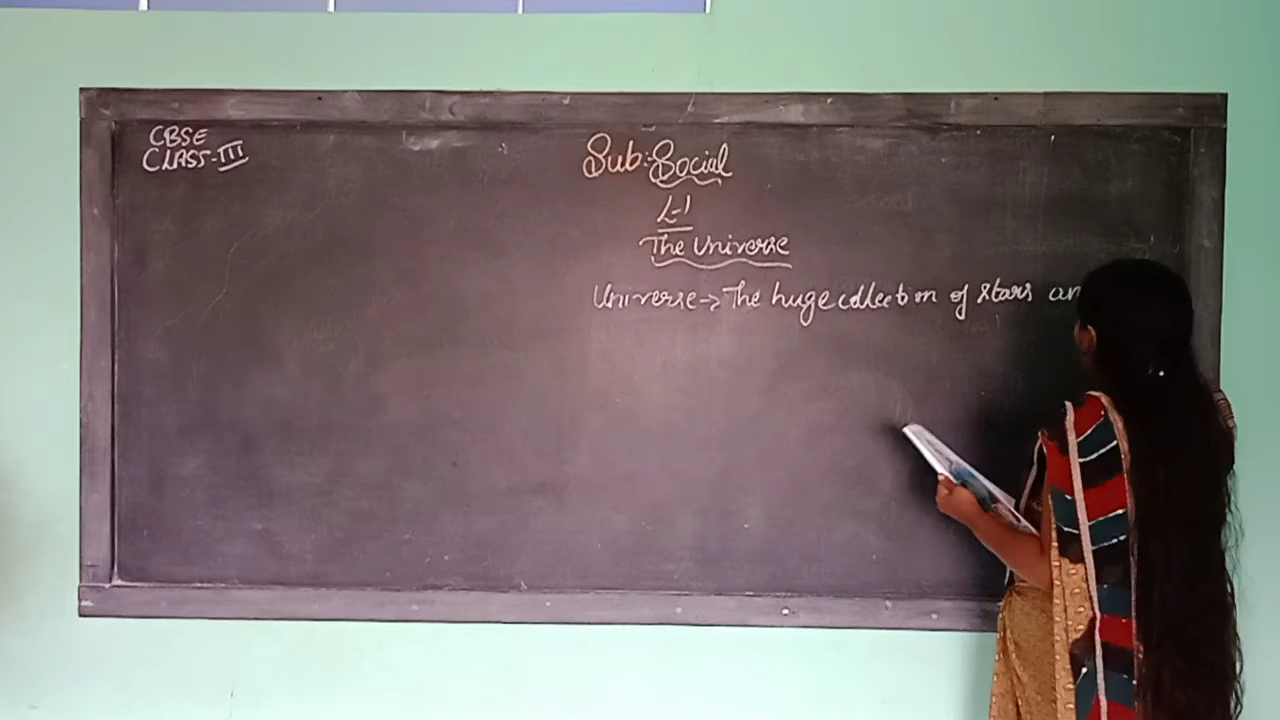 CBSE
CLASS-III
Sub:-Social
L-1
The Universe
Universe → The huge collection of stars an